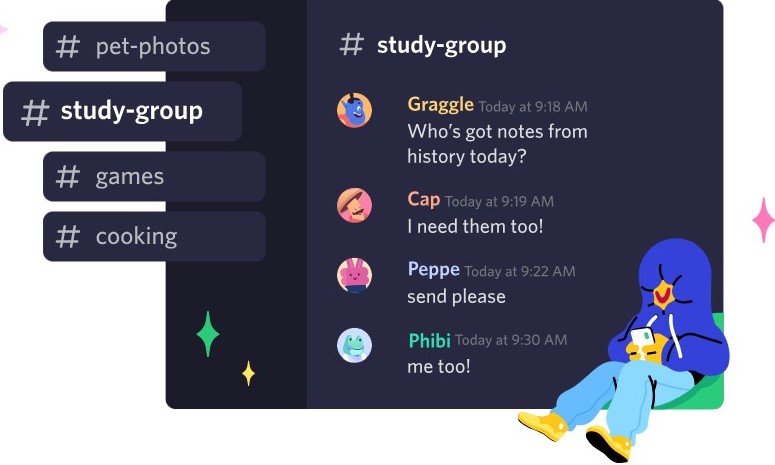 # pet-photos
# study-group
# games
# cooking
# study-group
Graggle Today at 9:18 AM
Who’s got notes from
history today?
Cap Today at 9:19 AM
I need them too!
Peppe Today at 9:22 AM
send please
Phibi Today at 9:30 AM
me too!